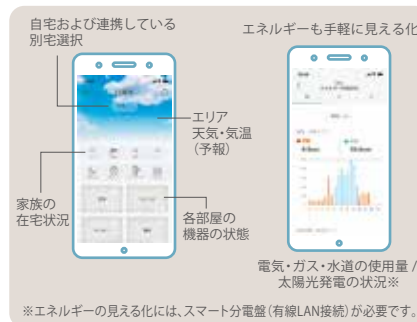 自宅および連携している
別宅選択
エネルギーも手軽に見える化
エリア
天気・気温
（予報）
家族の
在宅状況
各部屋の
機器の状態
電気・ガス・水道の使用量 /
太陽光発電の状況※
※エネルギーの見える化には、スマート分電盤（有線LAN接続）が必要です。